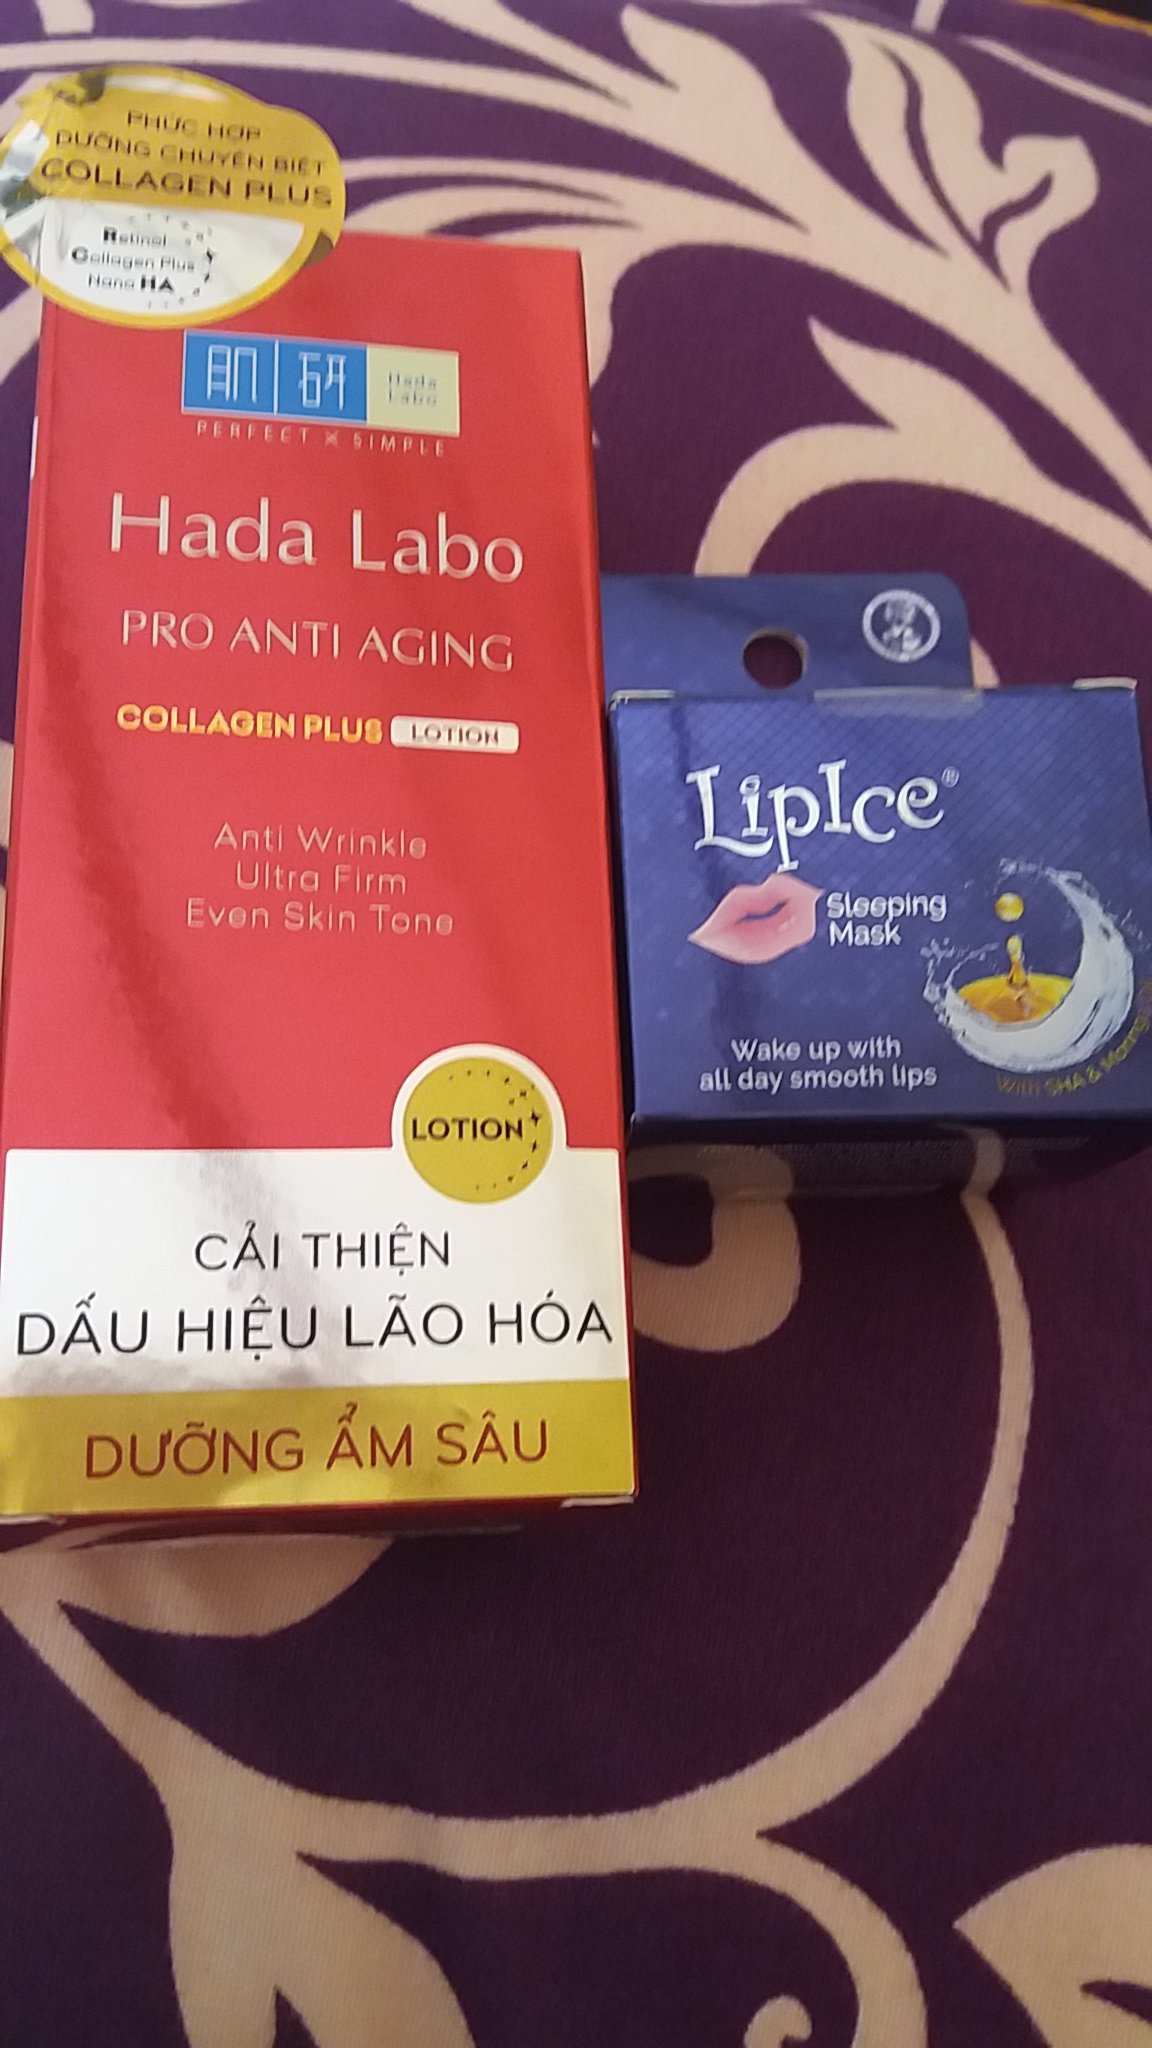 PHỨC HỢP
DƯỠNG CHUYÊN BIỆT
COLLAGEN PLUS
Retinol
Collagen Plus
Nano HA
肌 研 Hada
Labo
PERFECT X SIMPLE
Hada Labo
PRO ANTI AGING
COLLAGEN PLUS LOTION
Anti Wrinkle
Ultra Firm
Even Skin Tone
LOTION
CẢI THIỆN
DẤU HIỆU LÃO HÓA
DƯỠNG ẨM SÂU
LipIce®
Sleeping
Mask
Wake up with
all day smooth lips
With SHA &